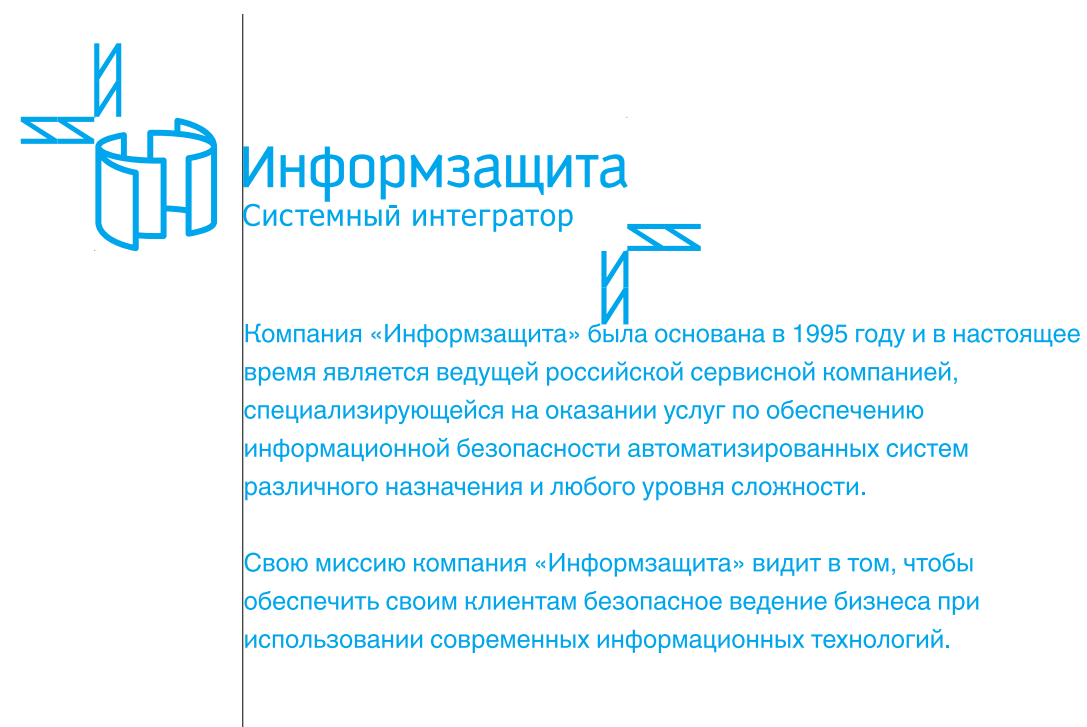 Информзащита
Системный интегратор
Компания «Информзащита» была основана в 1995 году и в настоящее
время является ведущей российской сервисной компанией,
специализирующейся на оказании услуг по обеспечению
информационной безопасности автоматизированных систем
различного назначения и любого уровня сложности.
Свою миссию компания «Информзащита» видит в том, чтобы
обеспечить своим клиентам безопасное ведение бизнеса при
использовании современных информационных технологий.